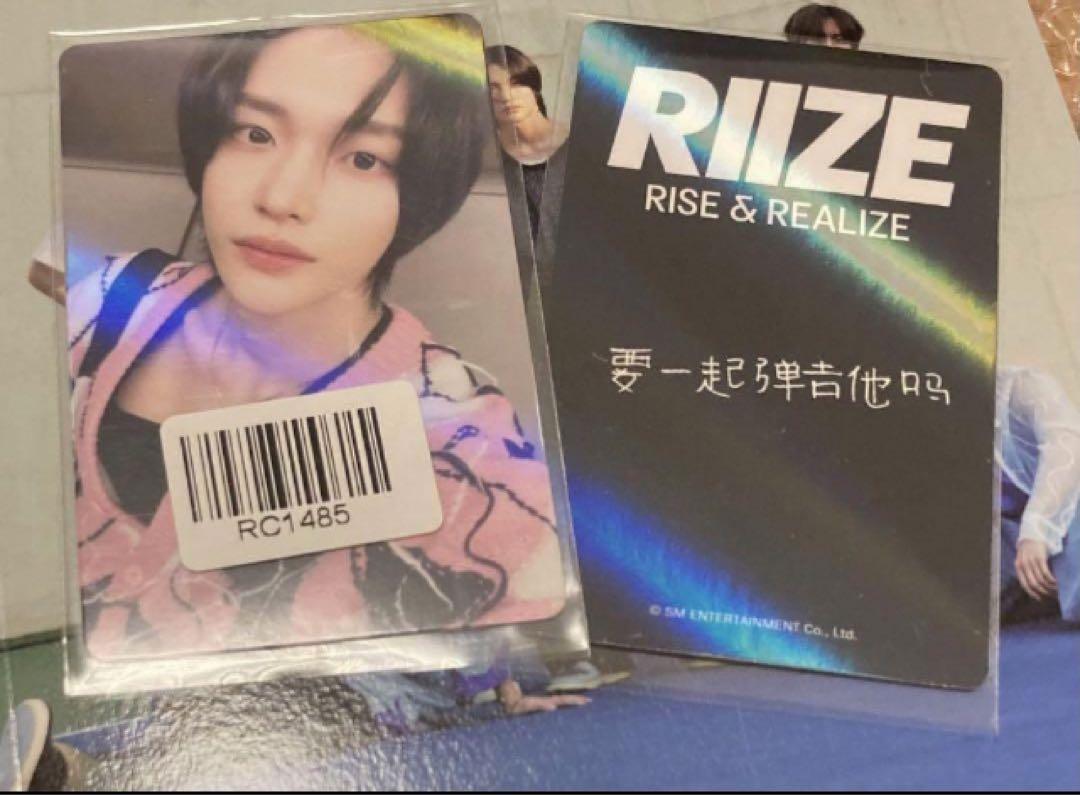 RC1485
RIIZE
RISE & REALIZE
要一起弹吉他吗
© SM ENTERTAINMENT Co., Ltd.